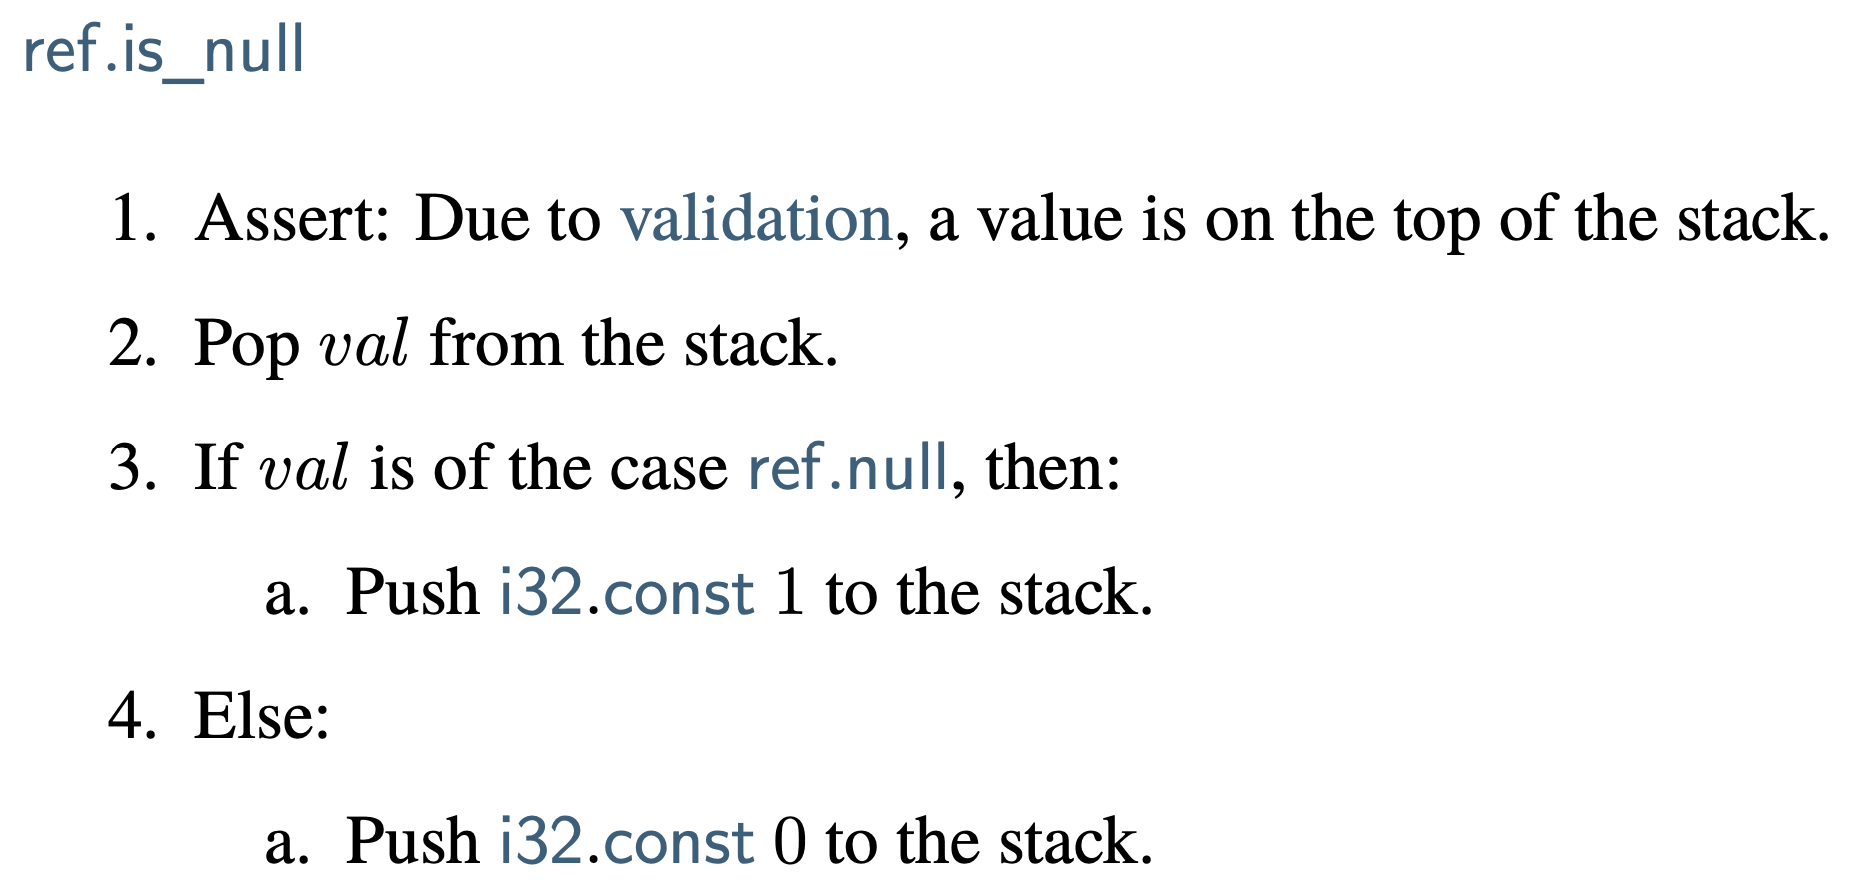 ref.is_null
1. Assert: Due to validation, a value is on the top of the stack.
2. Pop val from the stack.
3. If val is of the case ref.null, then:
a. Push i32.const 1 to the stack.
4. Else:
a. Push i32.const 0 to the stack.